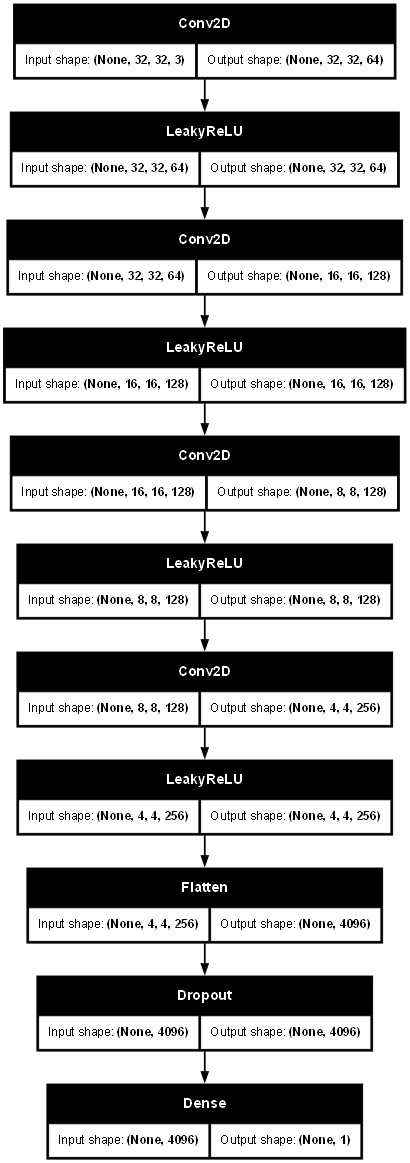 Conv2D
Input shape: (None, 32, 32, 3) Output shape: (None, 32, 32, 64)
LeakyReLU
Input shape: (None, 32, 32, 64) Output shape: (None, 32, 32, 64)
Conv2D
Input shape: (None, 32, 32, 64) Output shape: (None, 16, 16, 128)
LeakyReLU
Input shape: (None, 16, 16, 128) Output shape: (None, 16, 16, 128)
Conv2D
Input shape: (None, 16, 16, 128) Output shape: (None, 8, 8, 128)
LeakyReLU
Input shape: (None, 8, 8, 128) Output shape: (None, 8, 8, 128)
Conv2D
Input shape: (None, 8, 8, 128) Output shape: (None, 4, 4, 256)
LeakyReLU
Input shape: (None, 4, 4, 256) Output shape: (None, 4, 4, 256)
Flatten
Input shape: (None, 4, 4, 256) Output shape: (None, 4096)
Dropout
Input shape: (None, 4096) Output shape: (None, 4096)
Dense
Input shape: (None, 4096) Output shape: (None, 1)